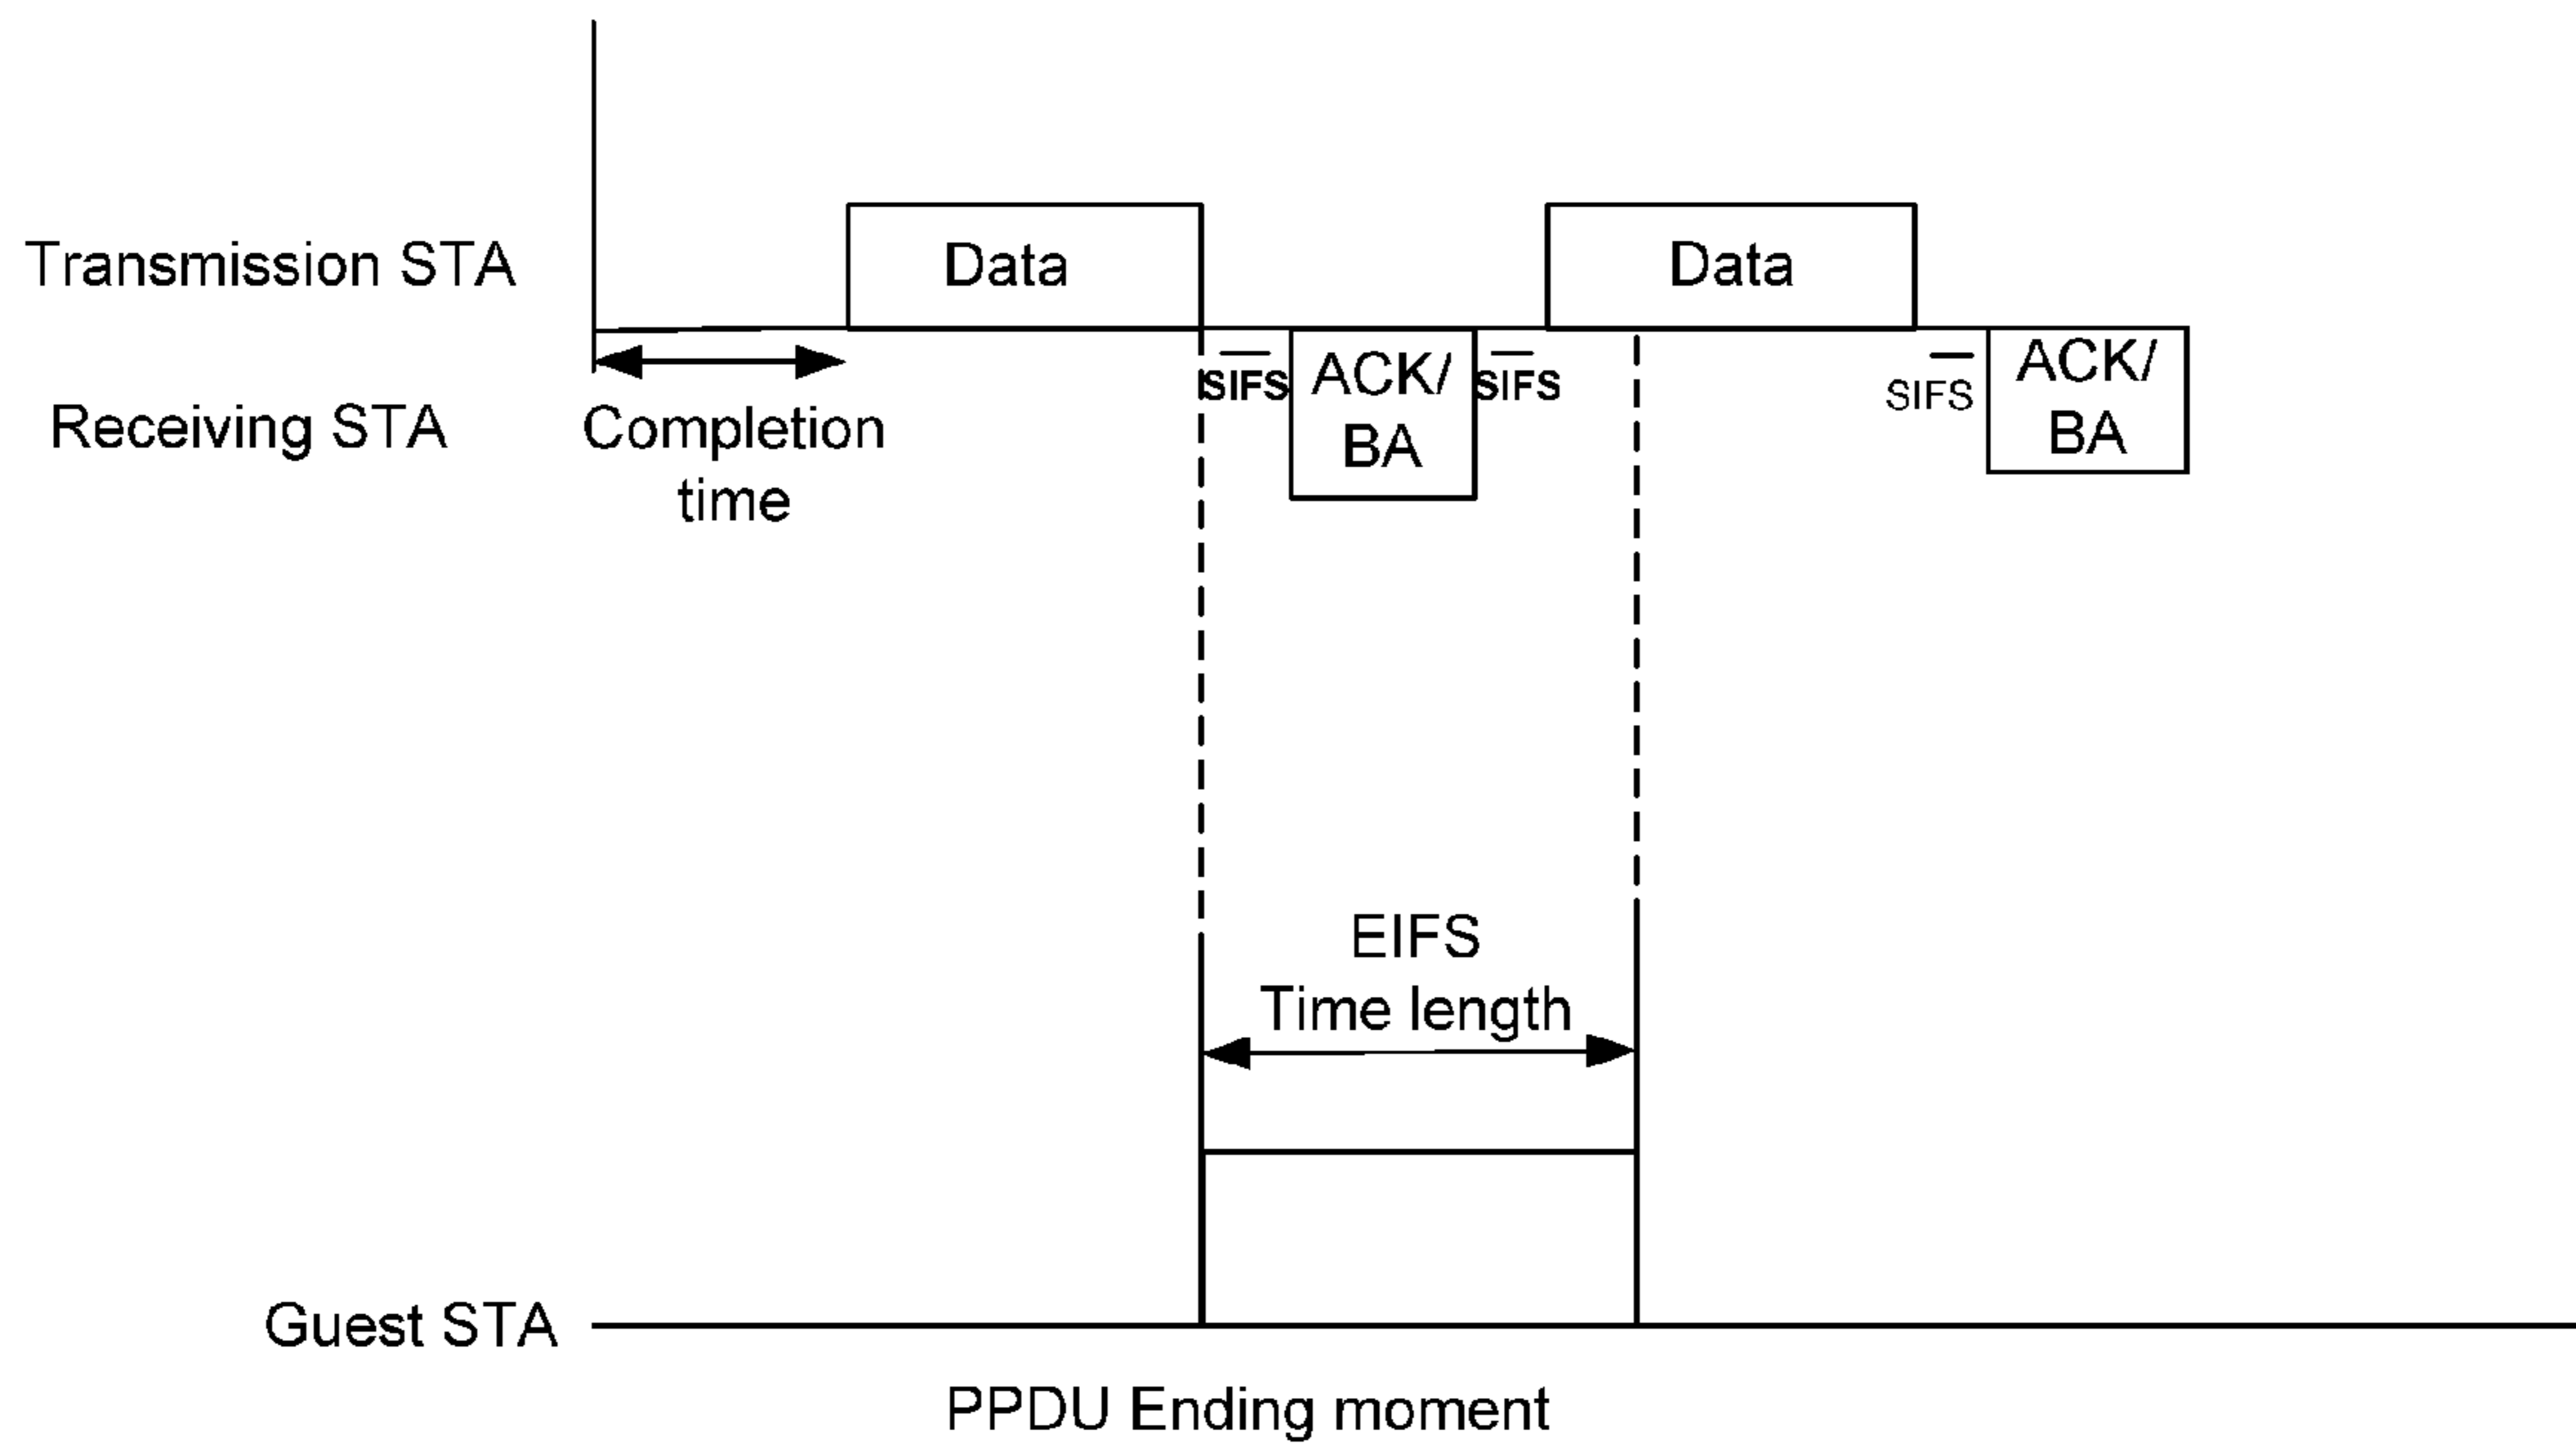 Transmission STA
Data
Data
Receiving STA
Completion
time
SIFS
ACK/
BA
SIFS
SIFS
ACK/
BA
EIFS
Time length
Guest STA
PPDU Ending moment